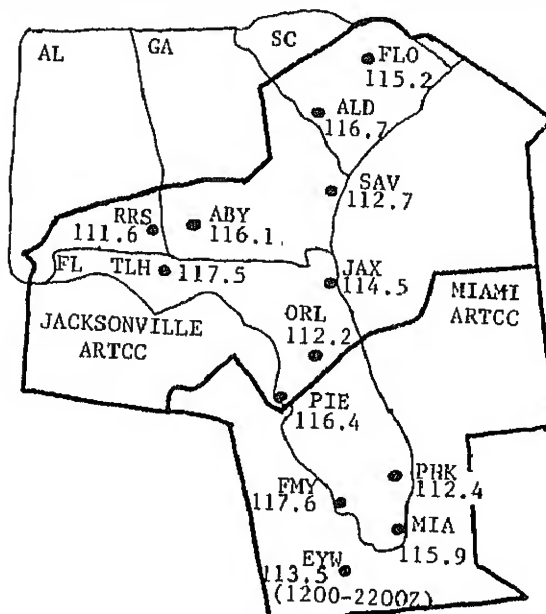 AL
GA
SC
FLO
115.2
ALD
116.7
SAV
112.7
RRS
111.6
ABY
116.1
FL
TLH
117.5
JAX
114.5
MIAMI
ARTCC
JACKSONVILLE
ARTCC
ORL
112.2
PIE
116.4
PHK
112.4
FMY
117.6
MIA
115.9
EYW
113.5
(1200-2200Z)